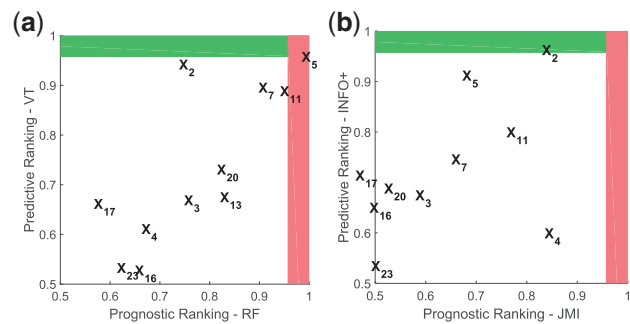 (a)
Predictive Ranking - VT
1
0.9
0.8
0.7
0.6
0.5
X5
X2
X7
X11
X20
X3
X13
X17
X4
X23
X16
0.5 0.6 0.7 0.8 0.9 1
Prognostic Ranking - RF
(b)
Predictive Ranking - INFO+
1
0.9
0.8
0.7
0.6
0.5
X2
X5
X11
X7
X17
X20
X3
X16
X4
X23
0.5 0.6 0.7 0.8 0.9 1
Prognostic Ranking - JMI